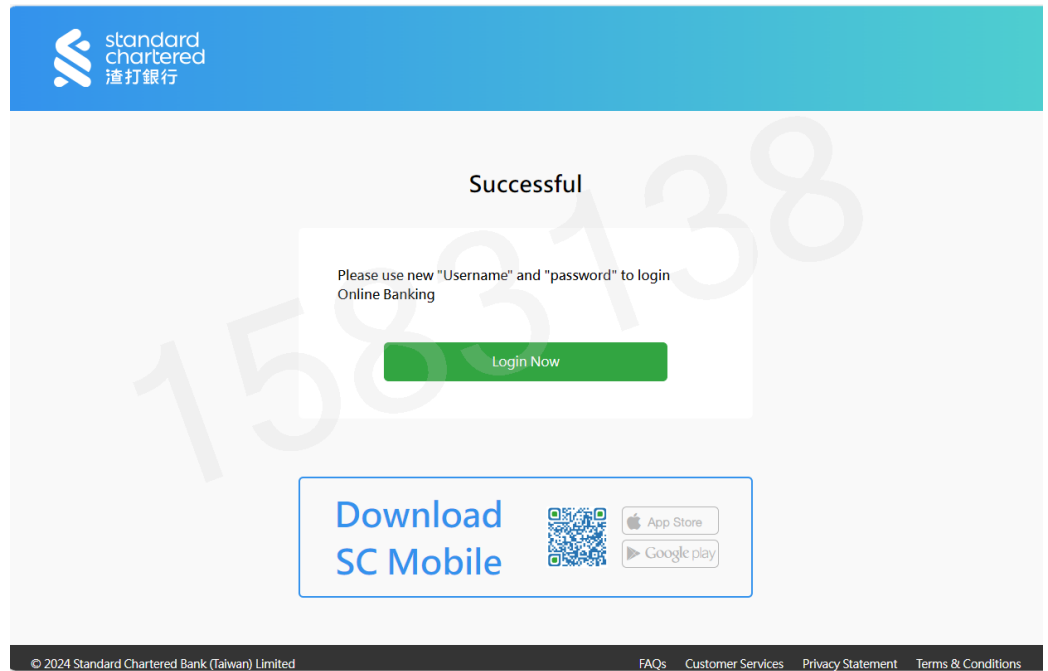 standard
chartered
渣打銀行
Successful
Please use new "Username" and "password" to login
Online Banking
Login Now
1583138
Download
SC Mobile
App Store
Google play
© 2024 Standard Chartered Bank (Taiwan) Limited
FAQs Customer Services Privacy Statement Terms & Conditions